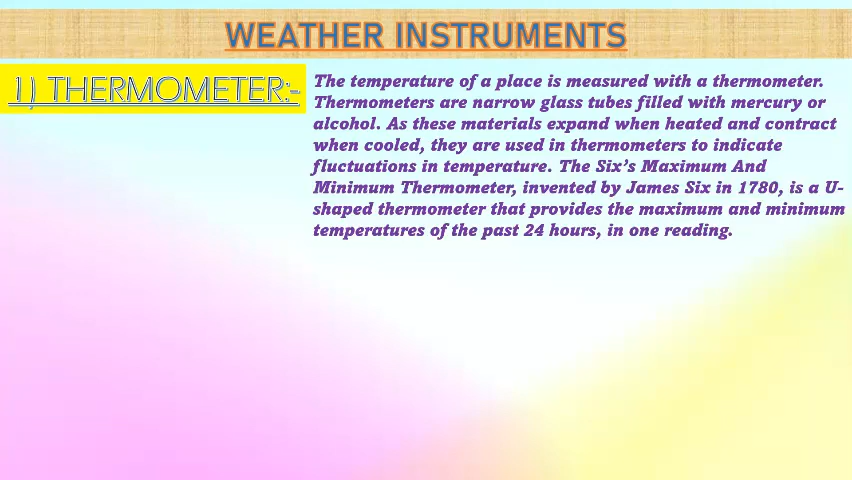 WEATHER INSTRUMENTS
1) THERMOMETER:-
The temperature of a place is measured with a thermometer.
Thermometers are narrow glass tubes filled with mercury or
alcohol. As these materials expand when heated and contract
when cooled, they are used in thermometers to indicate
fluctuations in temperature. The Six’s Maximum And
Minimum Thermometer, invented by James Six in 1780, is a U-
shaped thermometer that provides the maximum and minimum
temperatures of the past 24 hours, in one reading.